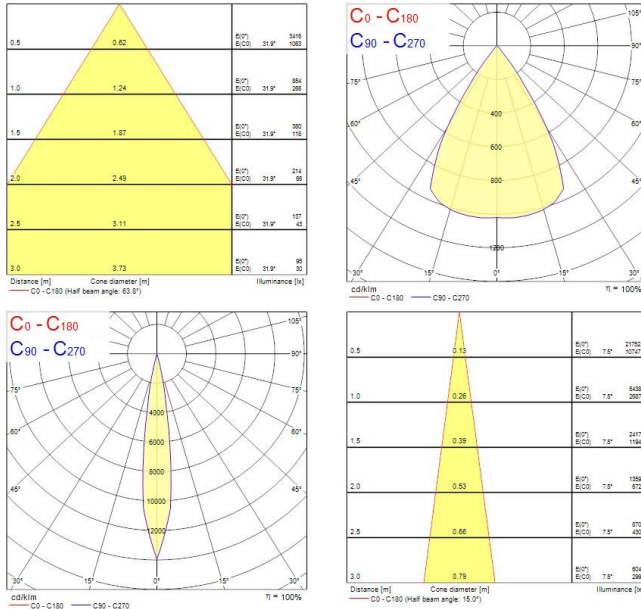 E(0°) 3416
0.5 0.62 E(C0) 31.9° 1063
E(0°) 854
1.0 1.24 E(C0) 31.9° 266
E(0°) 380
1.5 1.87 E(C0) 31.9° 118
E(0°) 214
2.0 2.49 E(C0) 31.9° 66
E(0°) 137
2.5 3.11 E(C0) 31.9° 43
E(0°) 95
3.0 3.73 E(C0) 31.9° 30
Distance [m] Cone diameter [m] Illuminance [lx]
C0 - C180 (Half beam angle: 63.8°)
C0 - C180
C90 - C270
105°
90°
75° 75°
60° 60°
45° 45°
400
600
800
1200
30° 15° 0° 15° 30°
cd/klm η = 100%
C0 - C180 C90 - C270
C0 - C180
C90 - C270
105°
90°
75° 75°
60° 60°
45° 45°
4000
6000
8000
10000
12000
30° 15° 0° 15° 30°
cd/klm η = 100%
C0 - C180 C90 - C270
E(0°) 21752
0.5 0.13 E(C0) 7.5° 10747
E(0°) 5438
1.0 0.26 E(C0) 7.5° 2687
E(0°) 2417
1.5 0.39 E(C0) 7.5° 1194
E(0°) 1359
2.0 0.53 E(C0) 7.5° 672
E(0°) 870
2.5 0.66 E(C0) 7.5° 430
E(0°) 604
3.0 0.79 E(C0) 7.5° 299
Distance [m] Cone diameter [m] Illuminance [lx]
C0 - C180 (Half beam angle: 15.0°)